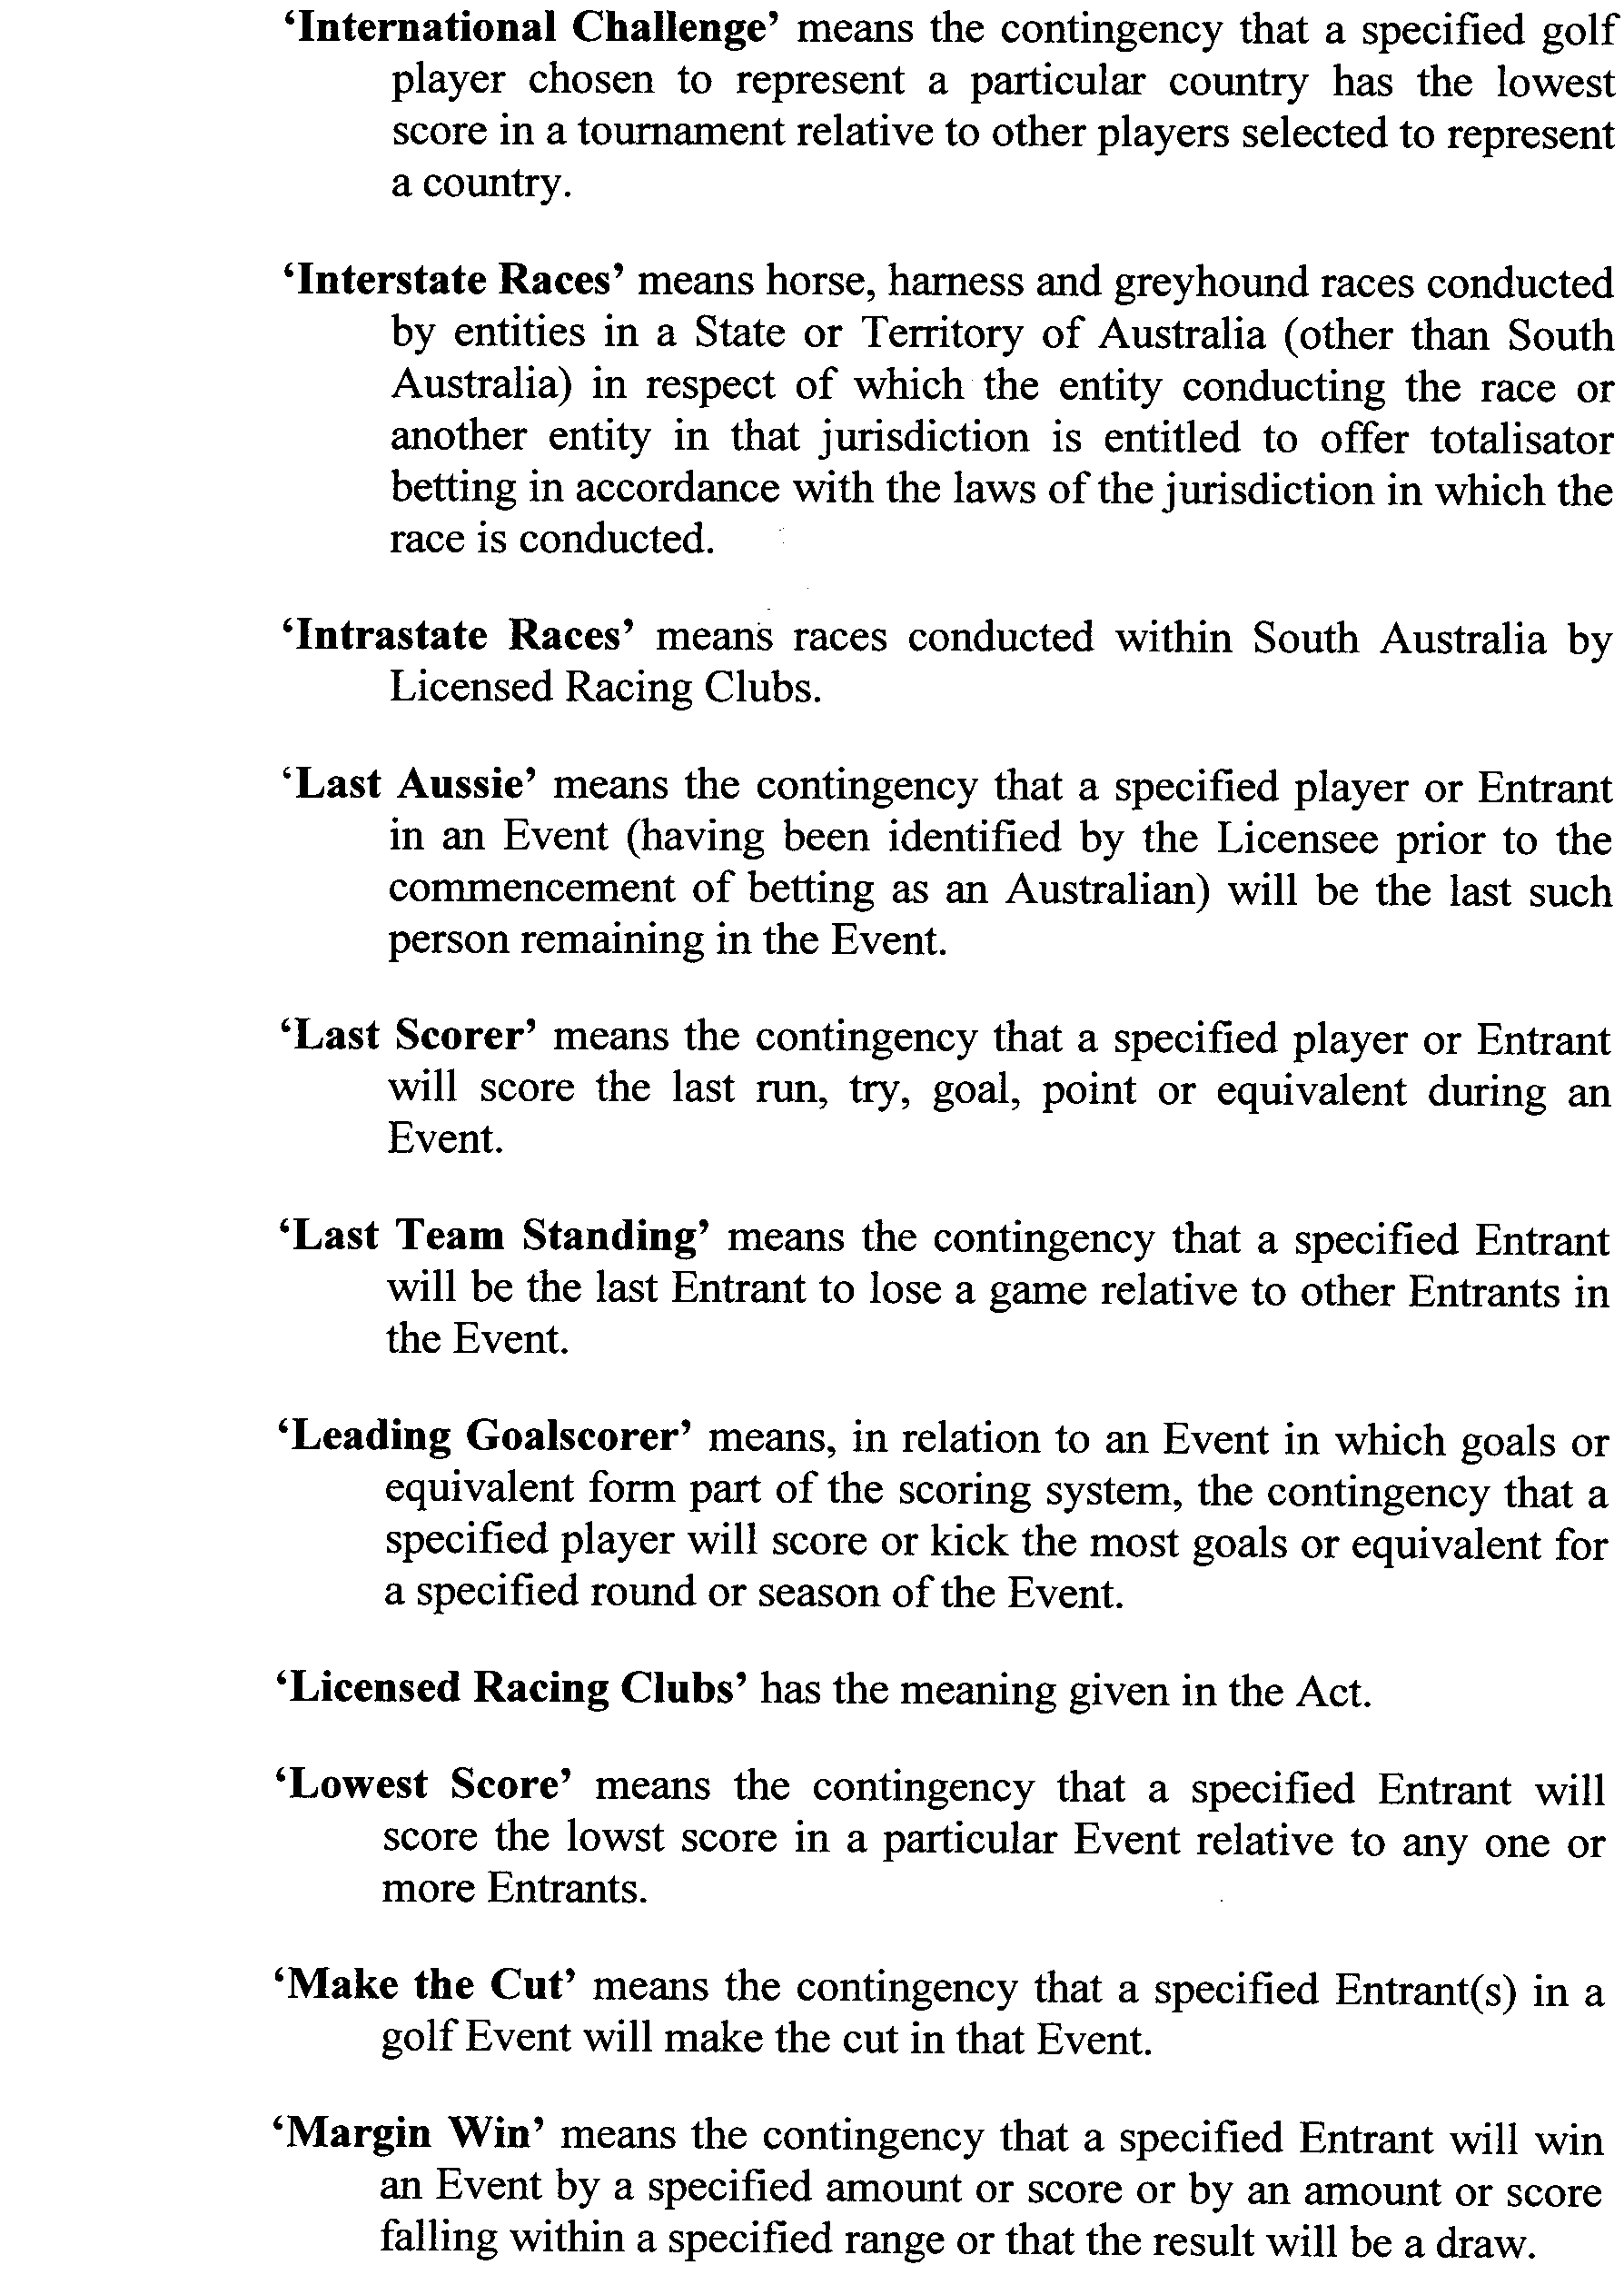 ‘International Challenge’ means the contingency that a specified golf
player chosen to represent a particular country has the lowest
score in a tournament relative to other players selected to represent
a country.
‘Interstate Races’ means horse, harness and greyhound races conducted
by entities in a State or Territory of Australia (other than South
Australia) in respect of which the entity conducting the race or
another entity in that jurisdiction is entitled to offer totalisator
betting in accordance with the laws of the jurisdiction in which the
race is conducted.
‘Intrastate Races’ means races conducted within South Australia by
Licensed Racing Clubs.
‘Last Aussie’ means the contingency that a specified player or Entrant
in an Event (having been identified by the Licensee prior to the
commencement of betting as an Australian) will be the last such
person remaining in the Event.
‘Last Scorer’ means the contingency that a specified player or Entrant
will score the last run, try, goal, point or equivalent during an
Event.
‘Last Team Standing’ means the contingency that a specified Entrant
will be the last Entrant to lose a game relative to other Entrants in
the Event.
‘Leading Goalscorer’ means, in relation to an Event in which goals or
equivalent form part of the scoring system, the contingency that a
specified player will score or kick the most goals or equivalent for
a specified round or season of the Event.
‘Licensed Racing Clubs’ has the meaning given in the Act.
‘Lowest Score’ means the contingency that a specified Entrant will
score the lowst score in a particular Event relative to any one or
more Entrants.
‘Make the Cut’ means the contingency that a specified Entrant(s) in a
golf Event will make the cut in that Event.
‘Margin Win’ means the contingency that a specified Entrant will win
an Event by a specified amount or score or by an amount or score
falling within a specified range or that the result will be a draw.